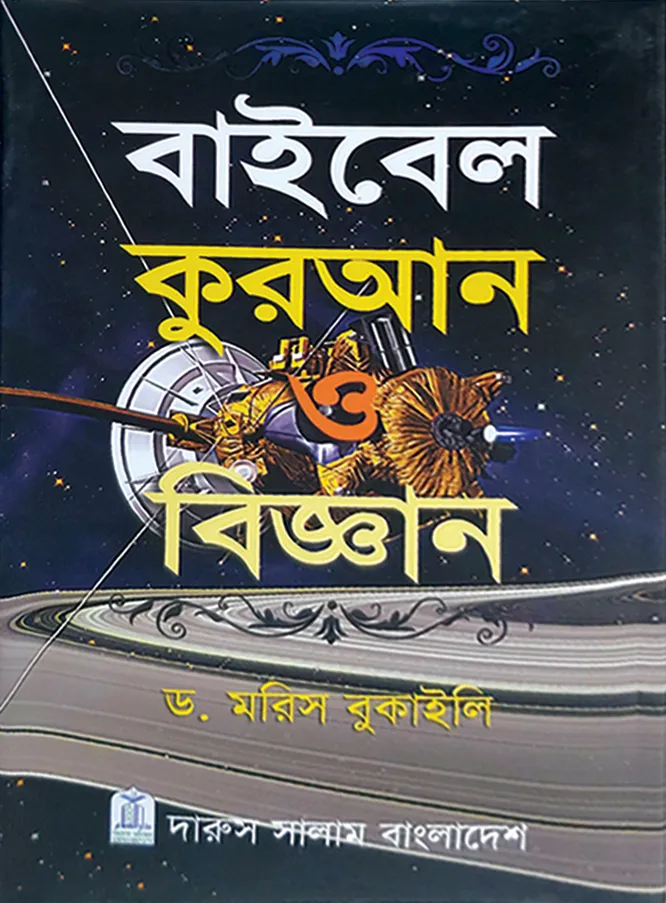 বাইবেল
কুরআন
ও
বিজ্ঞান
ড. মরিস বুকাইলি
দারুস সালাম বাংলাদেশ